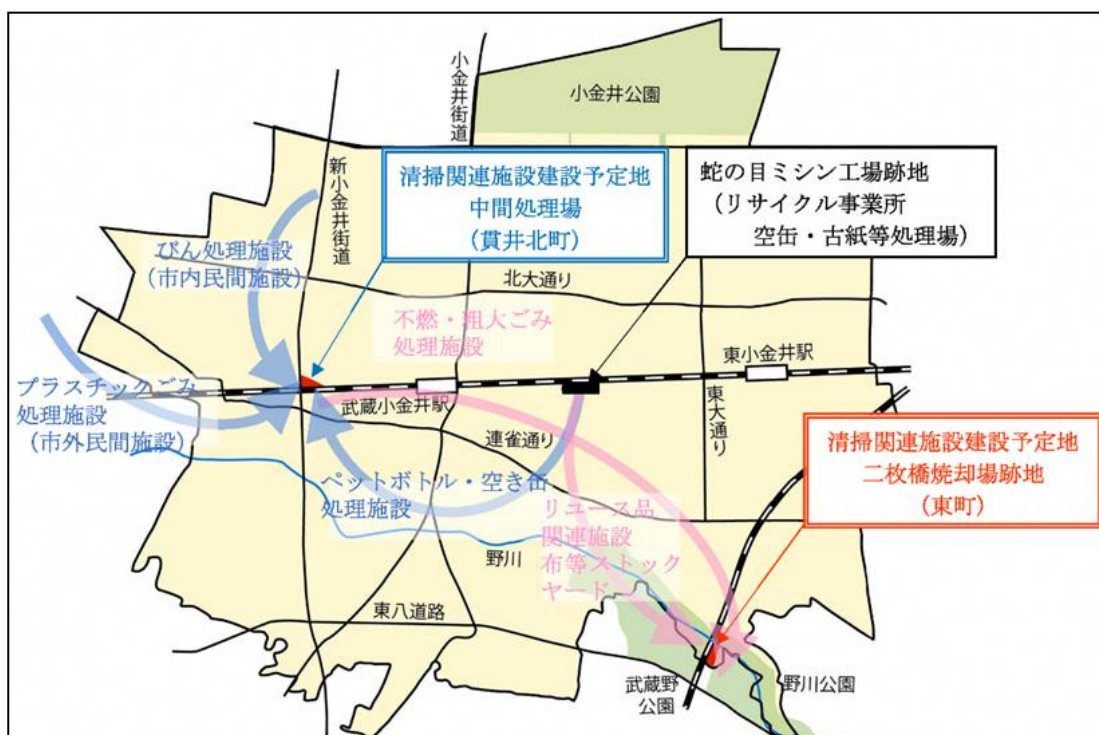 小金井公園
小金井街道
新小金井街道
清掃関連施設建設予定地
中間処理場
(貫井北町)
蛇の目ミシン工場跡地
(リサイクル事業所
空缶・古紙等処理場)
びん処理施設
(市内民間施設)
北大通り
不燃・粗大ごみ
処理施設
東小金井駅
プラスチックごみ
処理施設
(市外民間施設)
武蔵小金井駅
連雀通り
東大通り
清掃関連施設建設予定地
二枚橋焼却場跡地
(東町)
ペットボトル・空き缶
処理施設
リユース品
関連施設
布等ストック
ヤード
野川
東八道路
武蔵野
公園
野川公園